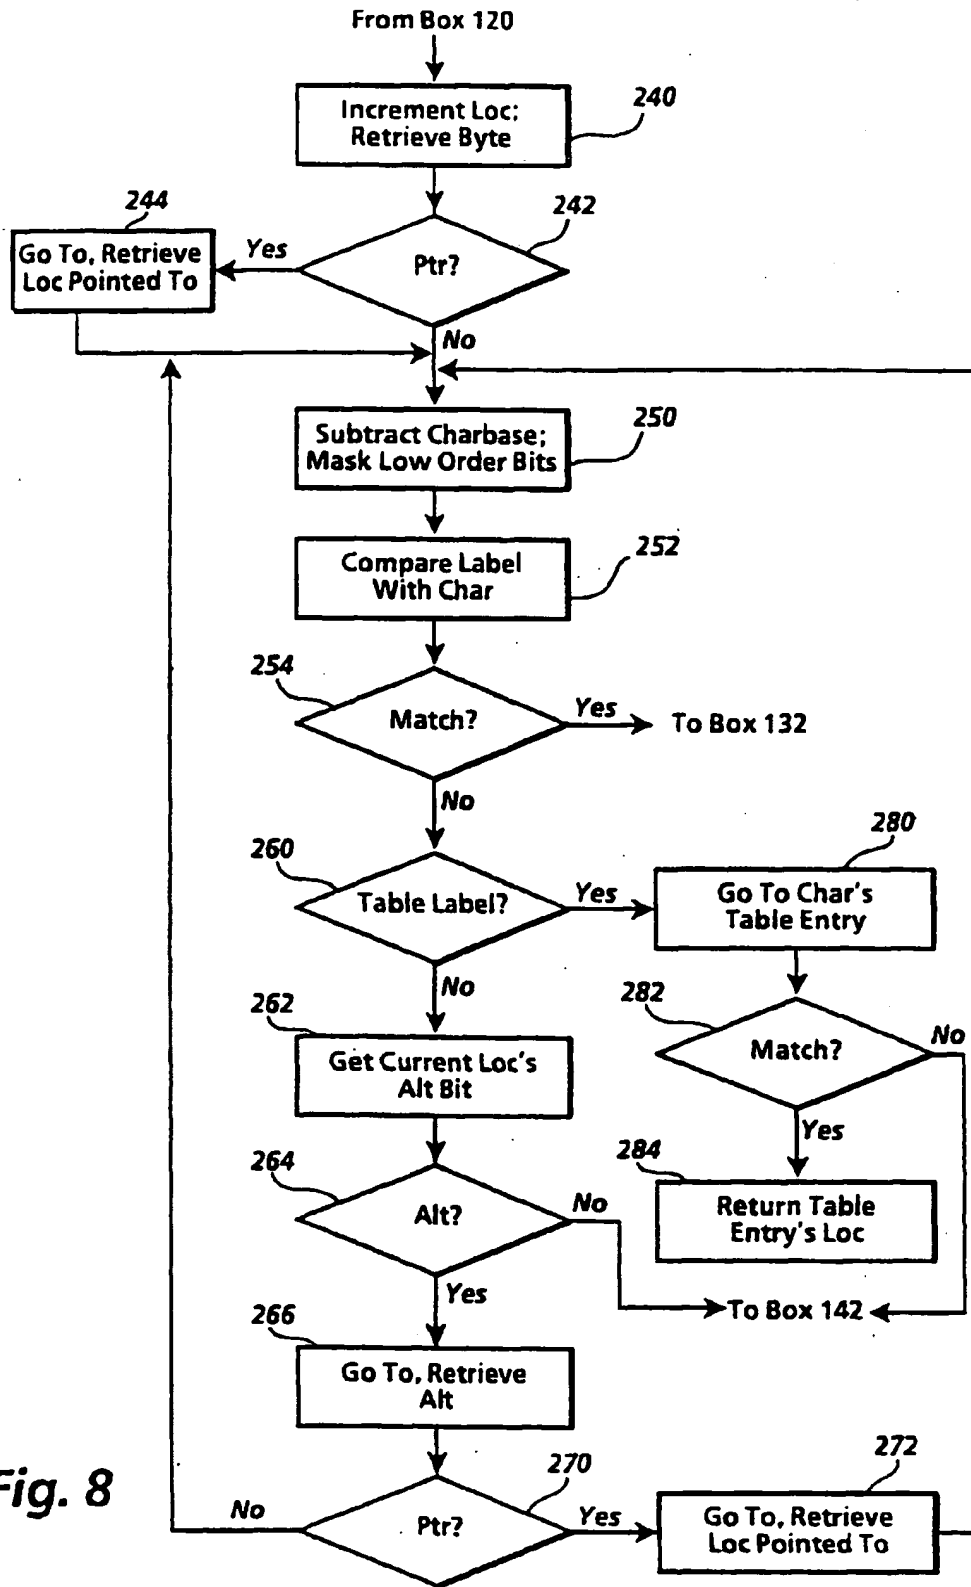 From Box 120
Increment Loc;
Retrieve Byte
240
244
242
Go To, Retrieve
Loc Pointed To
Yes
Ptr?
No
Subtract Charbase;
Mask Low Order Bits
250
Compare Label
With Char
252
254
Match?
Yes
To Box 132
No
260
Table Label?
Yes
280
Go To Char's
Table Entry
No
262
Get Current Loc's
Alt Bit
282
Match?
No
Yes
264
Alt?
No
284
Return Table
Entry's Loc
Yes
To Box 142
266
Go To, Retrieve
Alt
270
272
Fig. 8
No
Ptr?
Yes
Go To, Retrieve
Loc Pointed To